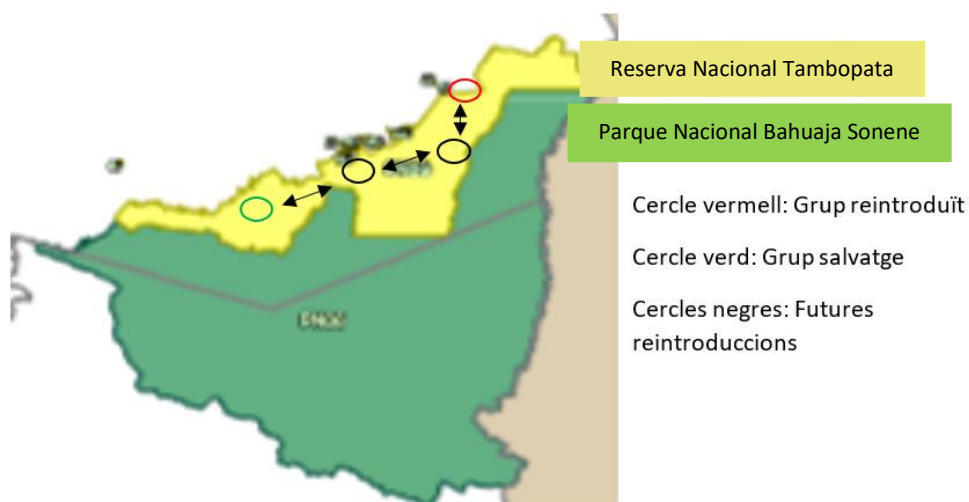 Reserva Nacional Tambopata
Parque Nacional Bahuaja Sonene
Cercle vermell: Grup reintroduït
Cercle verd: Grup salvatge
Cercles negres: Futures
reintroduccions